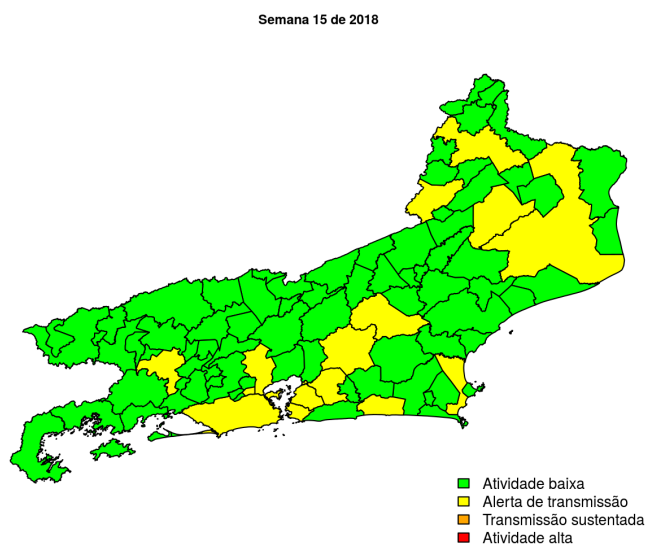 Semana 15 de 2018
Atividade baixa
Alerta de transmissão
Transmissão sustentada
Atividade alta